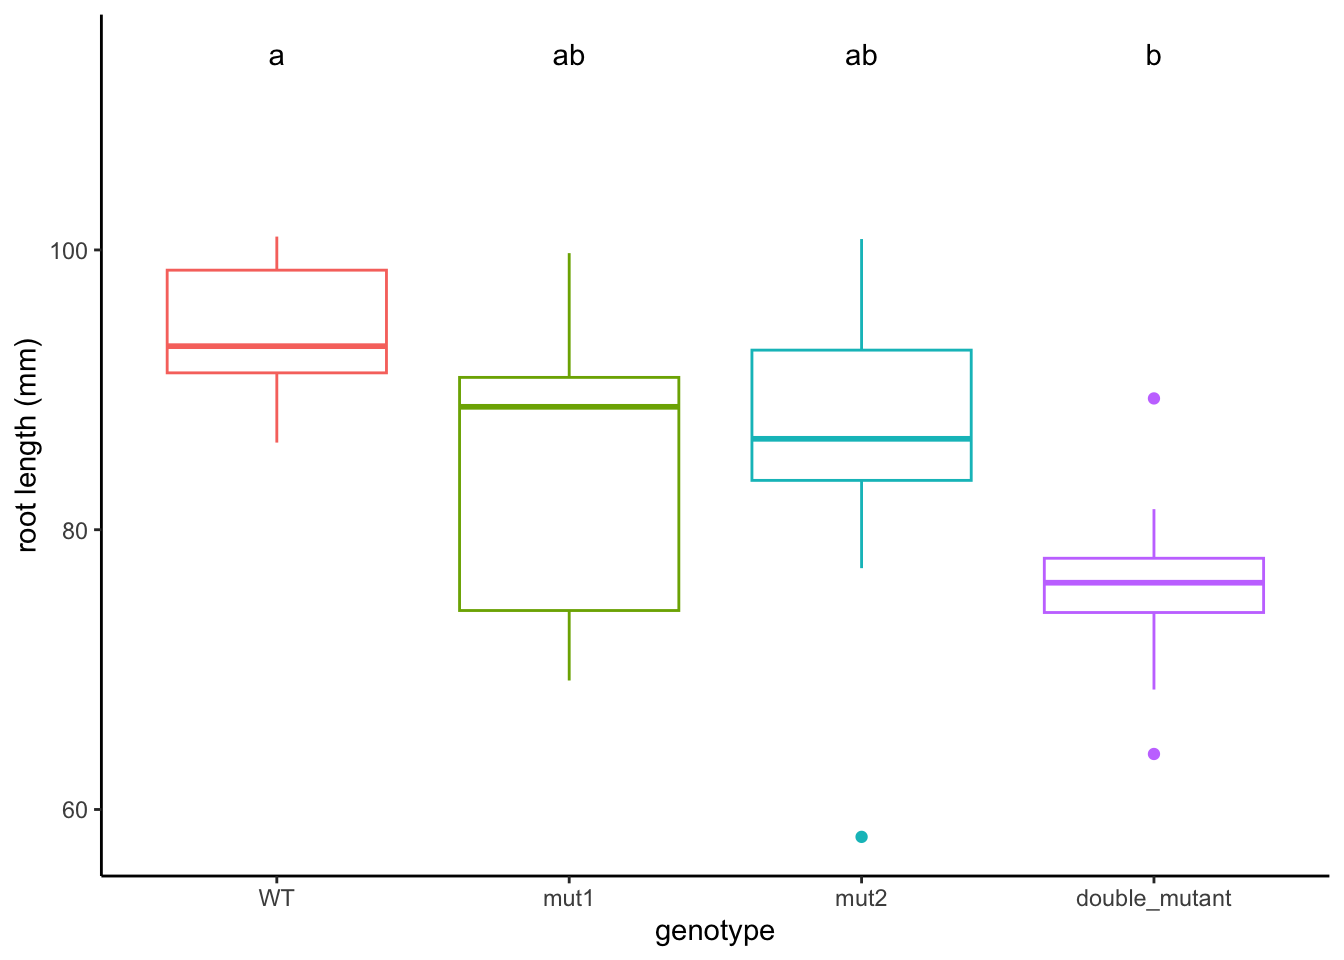 a ab ab b
100
80
60
root length (mm)
WT mut1 mut2 double_mutant
genotype